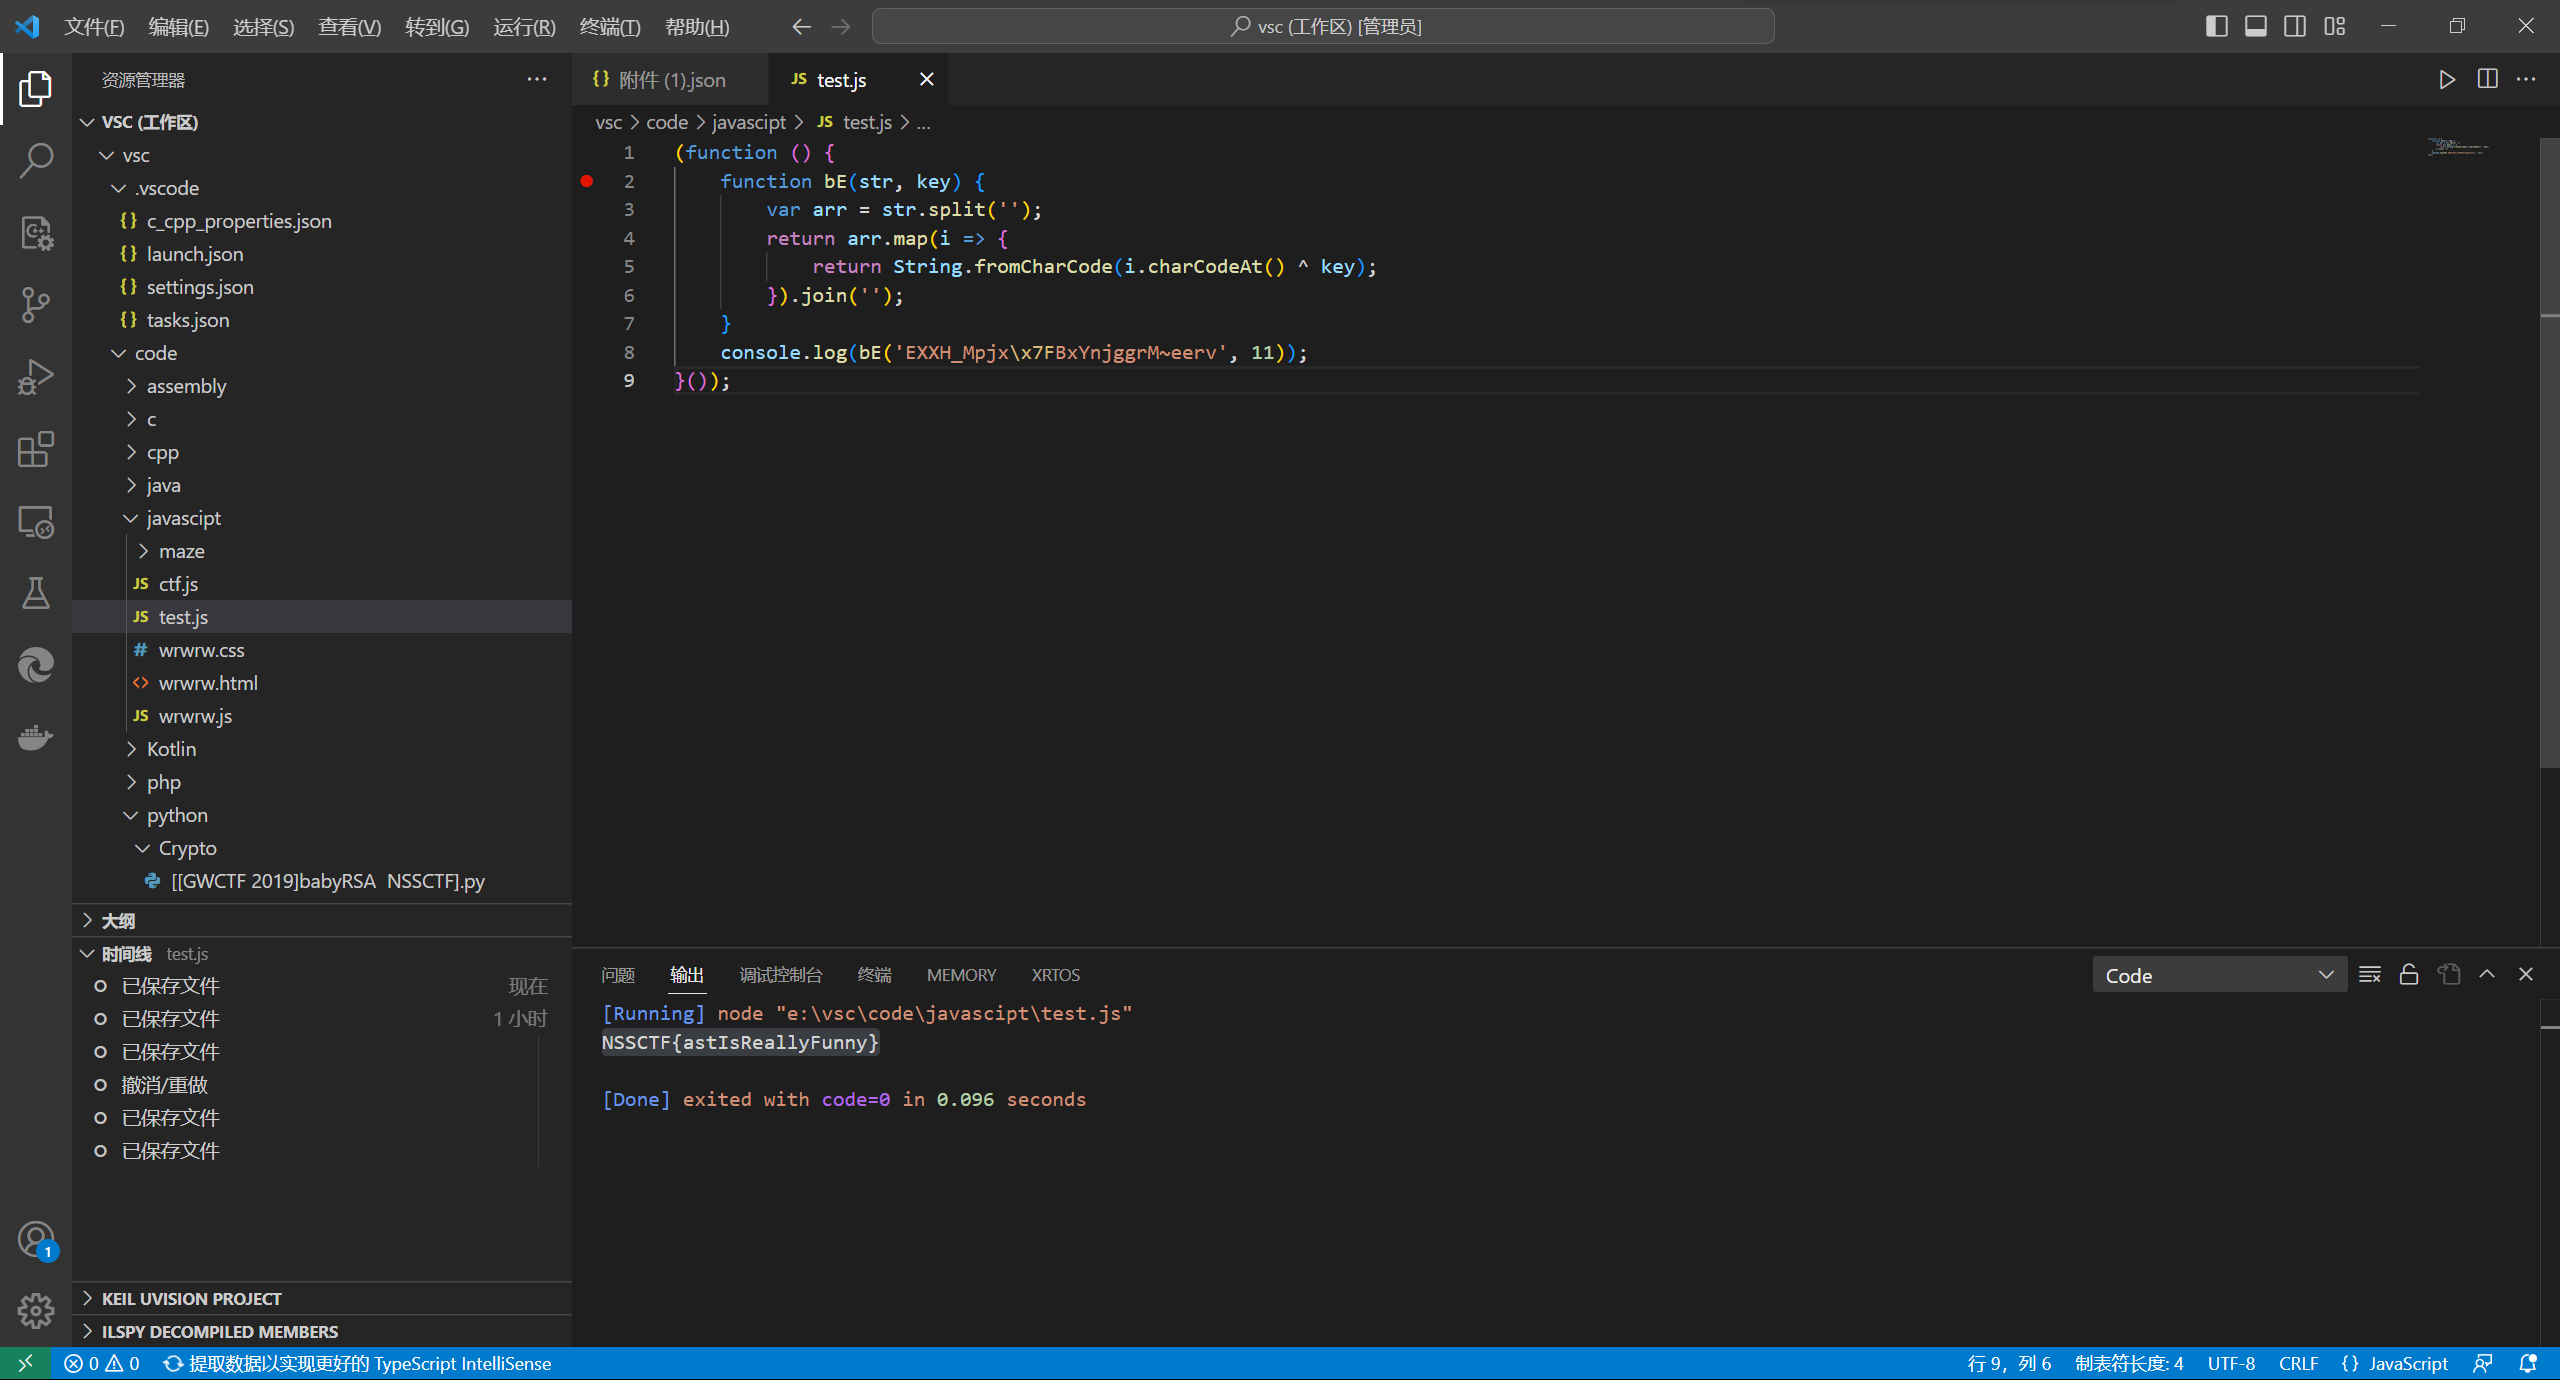 文件(F) 编辑(E) 选择(S) 查看(V) 转到(G) 运行(R) 终端(T) 帮助(H)
vsc (工作区) [管理员]
资源管理器
VSC (工作区)
vsc
.vscode
{} c_cpp_properties.json
{} launch.json
{} settings.json
{} tasks.json
code
assembly
c
cpp
java
javascipt
maze
JS ctf.js
JS test.js
# wrwrw.css
<> wrwrw.html
JS wrwrw.js
Kotlin
php
python
Crypto
[[GWCTF 2019]babyRSA NSSCTF].py
大纲
时间线 test.js
已保存文件 现在
已保存文件 1 小时
已保存文件
撤消/重做
已保存文件
已保存文件
KEIL UVISION PROJECT
ILSPY DECOMPILED MEMBERS
{} 附件 (1).json
JS test.js
vsc > code > javascipt > JS test.js > ...
1 (function () {
2 function bE(str, key) {
3 var arr = str.split('');
4 return arr.map(i => {
5 return String.fromCharCode(i.charCodeAt() ^ key);
6 }).join('');
7 }
8 console.log(bE('EXXH_Mpjx\x7FBxYnjggrM~eerv', 11));
9 }());
问题 输出 调试控制台 终端 MEMORY XRTOS
Code
[Running] node "e:\vsc\code\javascipt\test.js"
NSSCTF{astIsReallyFunny}
[Done] exited with code=0 in 0.096 seconds
1
0 0 提取数据以实现更好的 TypeScript IntelliSense
行 9，列 6 制表符长度: 4 UTF-8 CRLF {} JavaScript